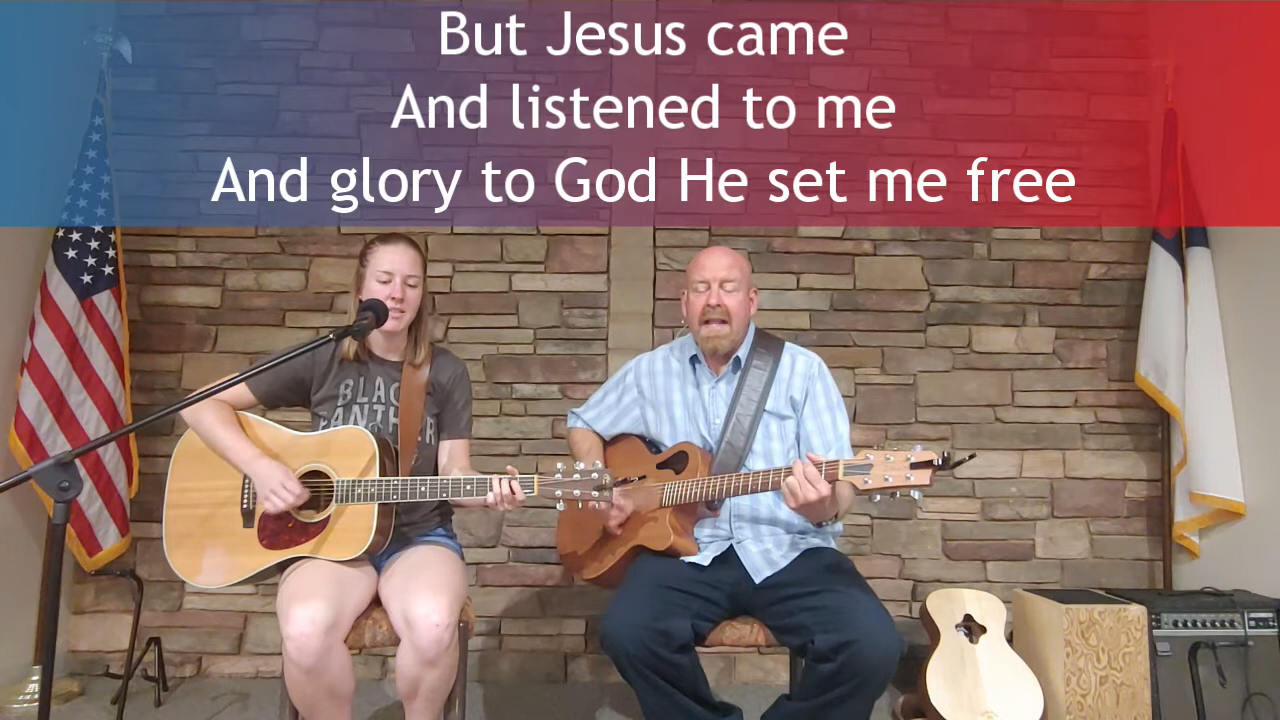 But Jesus came
And listened to me
And glory to God He set me free
BLACK
PANTHER